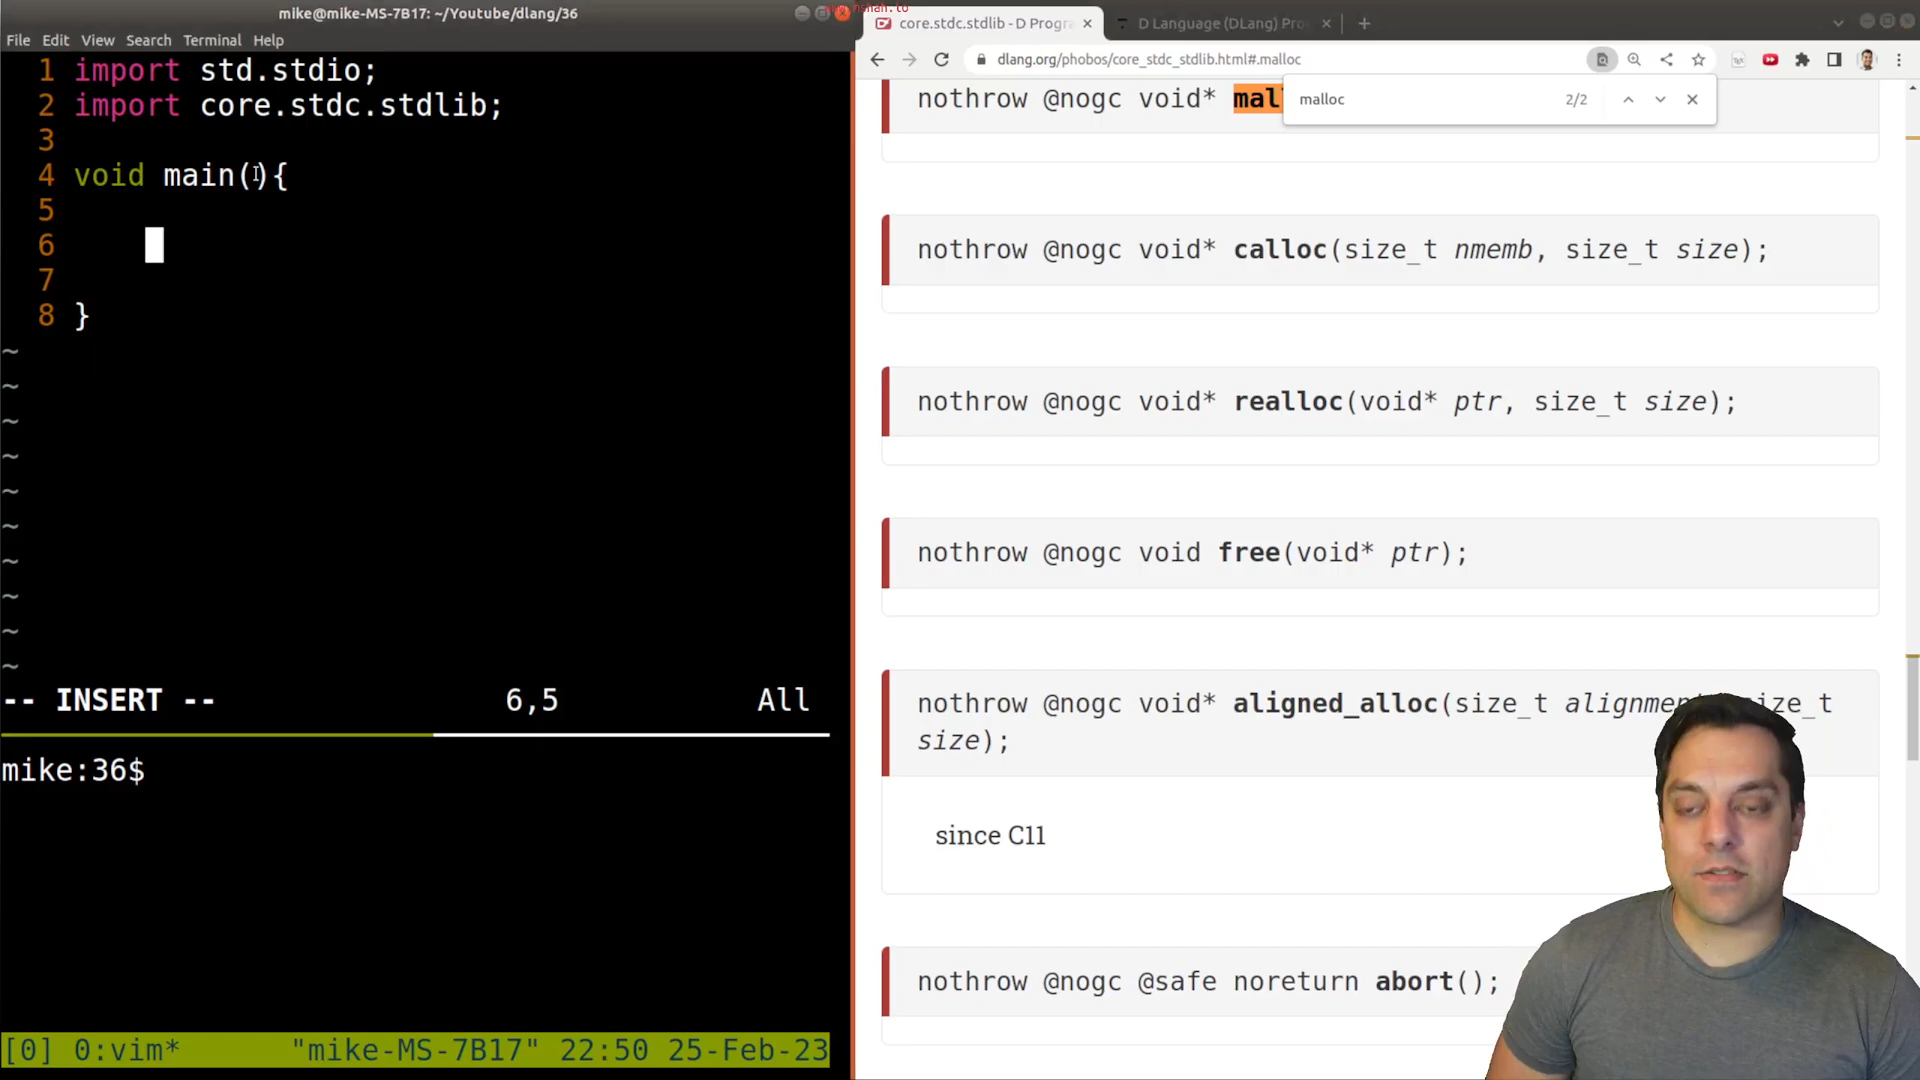 mike@mike-MS-7B17: ~/Youtube/dlang/36
File Edit View Search Terminal Help
1 import std.stdio;
2 import core.stdc.stdlib;
3
4 void main(){
5
6
7
8 }
~
~
~
~
~
~
~
~
~
~
-- INSERT -- 6,5 All
mike:36$
[0] 0:vim* "mike-MS-7B17" 22:50 25-Feb-23
core.stdc.stdlib - D Progra
D Language (DLang) Pro
dlang.org/phobos/core_stdc_stdlib.html#.malloc
malloc 2/2
nothrow @nogc void* mal
nothrow @nogc void* calloc(size_t nmemb, size_t size);
nothrow @nogc void* realloc(void* ptr, size_t size);
nothrow @nogc void free(void* ptr);
nothrow @nogc void* aligned_alloc(size_t alignmen size_t
size);
since C11
nothrow @nogc @safe noreturn abort();